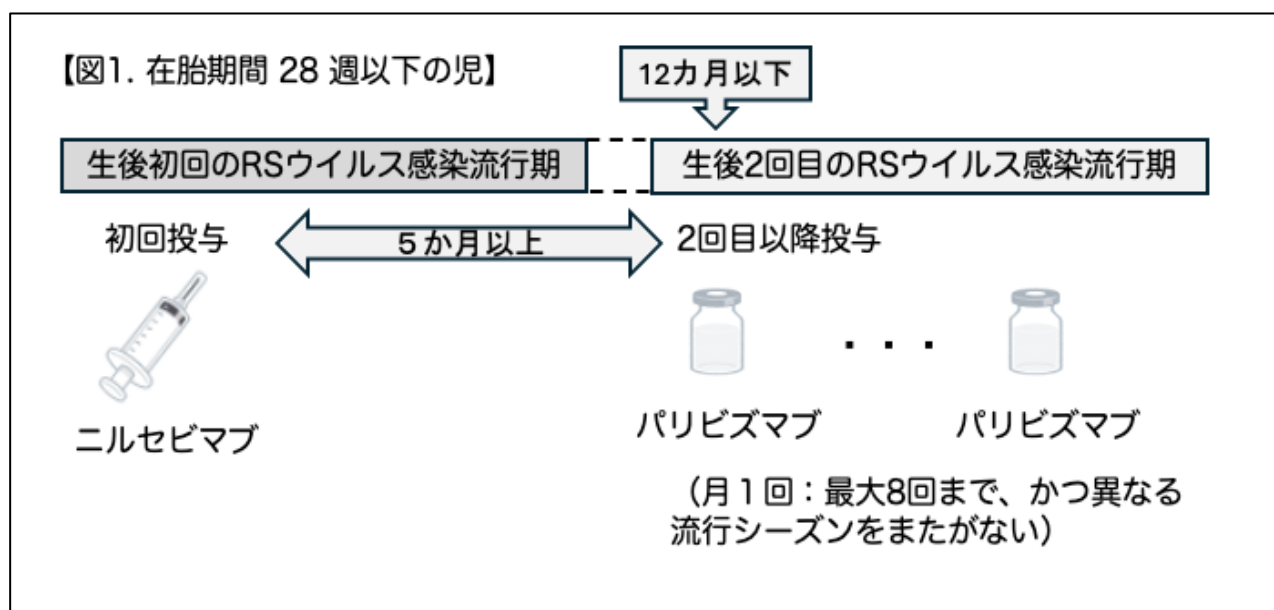 【図1. 在胎期間 28 週以下の児】
12カ月以下
生後初回のRSウイルス感染流行期
生後2回目のRSウイルス感染流行期
初回投与
5か月以上
2回目以降投与
・・・
ニルセビマブ
パリビズマブ
パリビズマブ
（月1回：最大8回まで、かつ異なる
流行シーズンをまたがない）